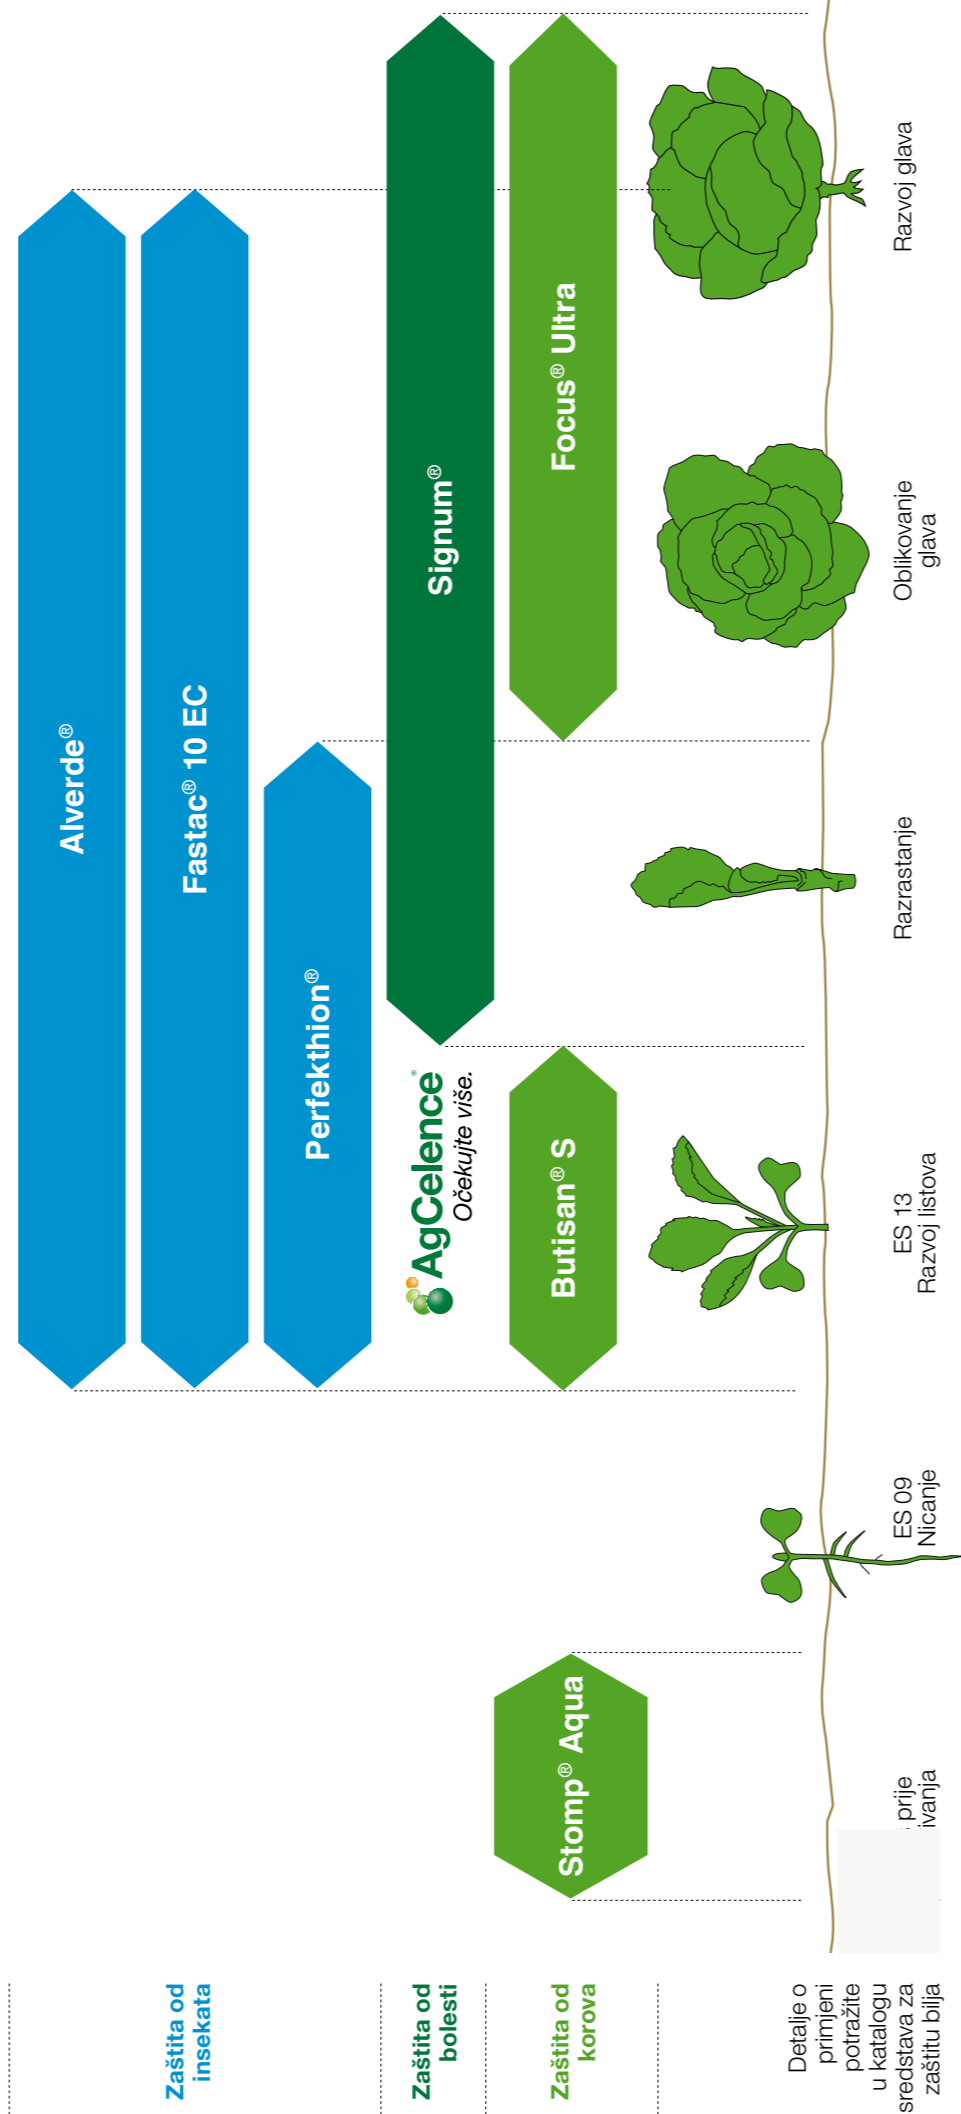 Zaštita od
insekata
Alverde®
Fastac® 10 EC
Perfekthion®
Zaštita od
bolesti
AgCelence®
Očekujte više.
Signum®
Zaštita od
korova
Stomp® Aqua
Butisan® S
Focus® Ultra
Detalje o
primjeni
potražite
u katalogu
sredstava za
zaštitu bilja
prije
ES 09
Nicanje
ES 13
Razvoj listova
Razrastanje
Oblikovanje
glava
Razvoj glava